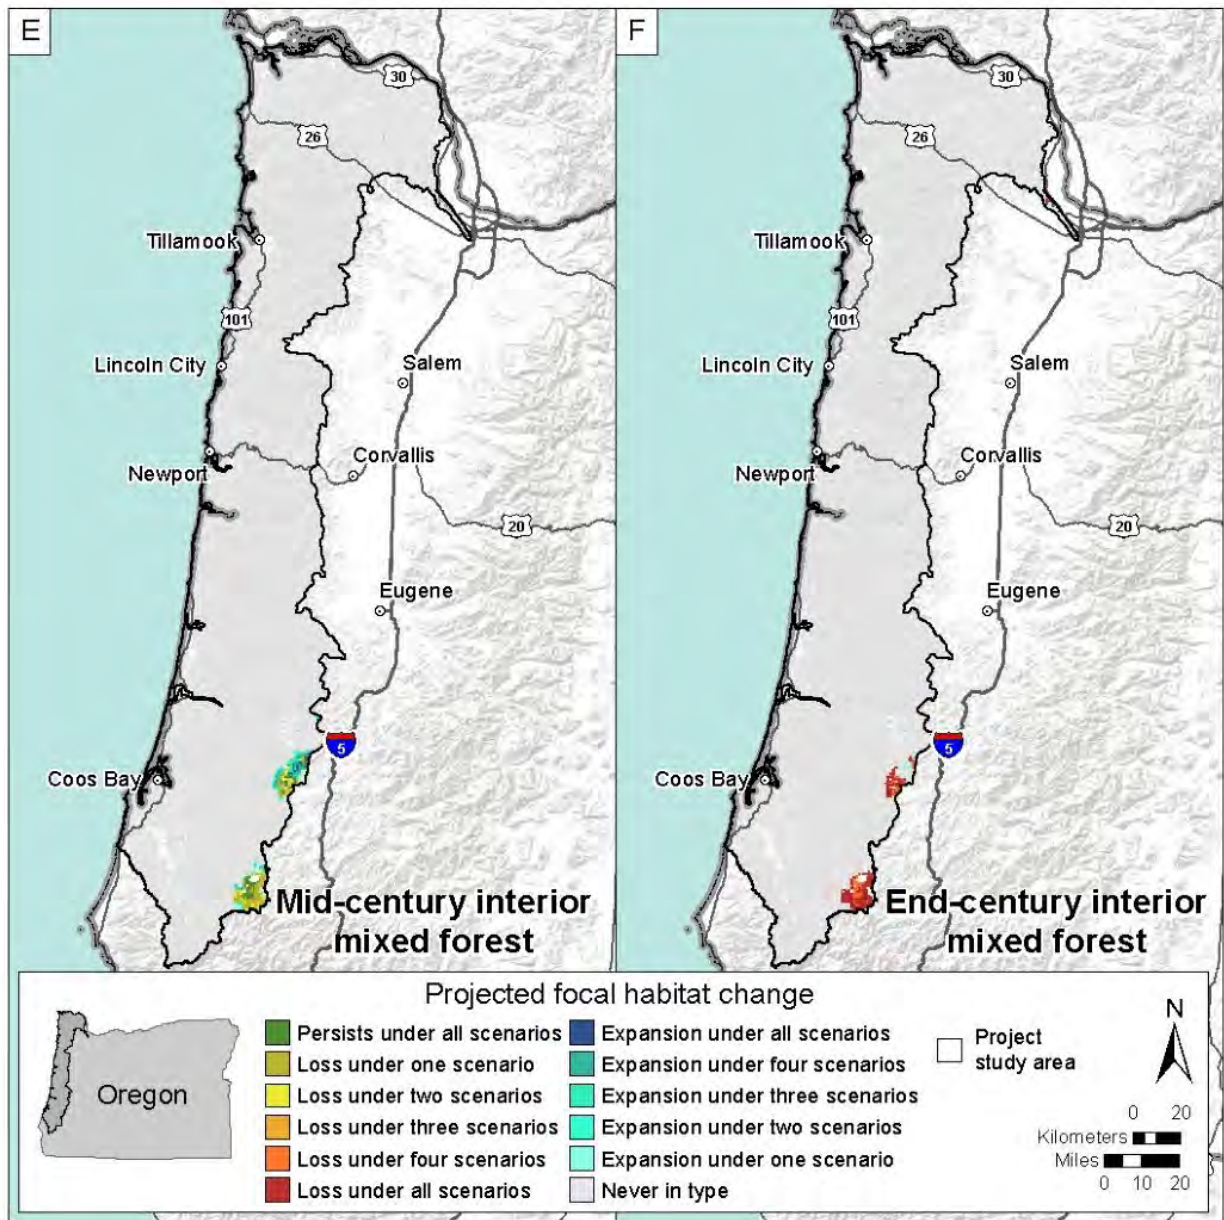 E
30
26
Tillamook
101
Lincoln City
Salem
Corvallis
Newport
20
Eugene
5
Coos Bay
Mid-century interior
mixed forest
F
30
26
Tillamook
101
Lincoln City
Salem
Corvallis
Newport
20
Eugene
5
Coos Bay
End-century interior
mixed forest
Projected focal habitat change
Oregon
Persists under all scenarios
Loss under one scenario
Loss under two scenarios
Loss under three scenarios
Loss under four scenarios
Loss under all scenarios
Expansion under all scenarios
Expansion under four scenarios
Expansion under three scenarios
Expansion under two scenarios
Expansion under one scenario
Never in type
Project
study area
N
0 20
Kilometers
Miles
0 10 20